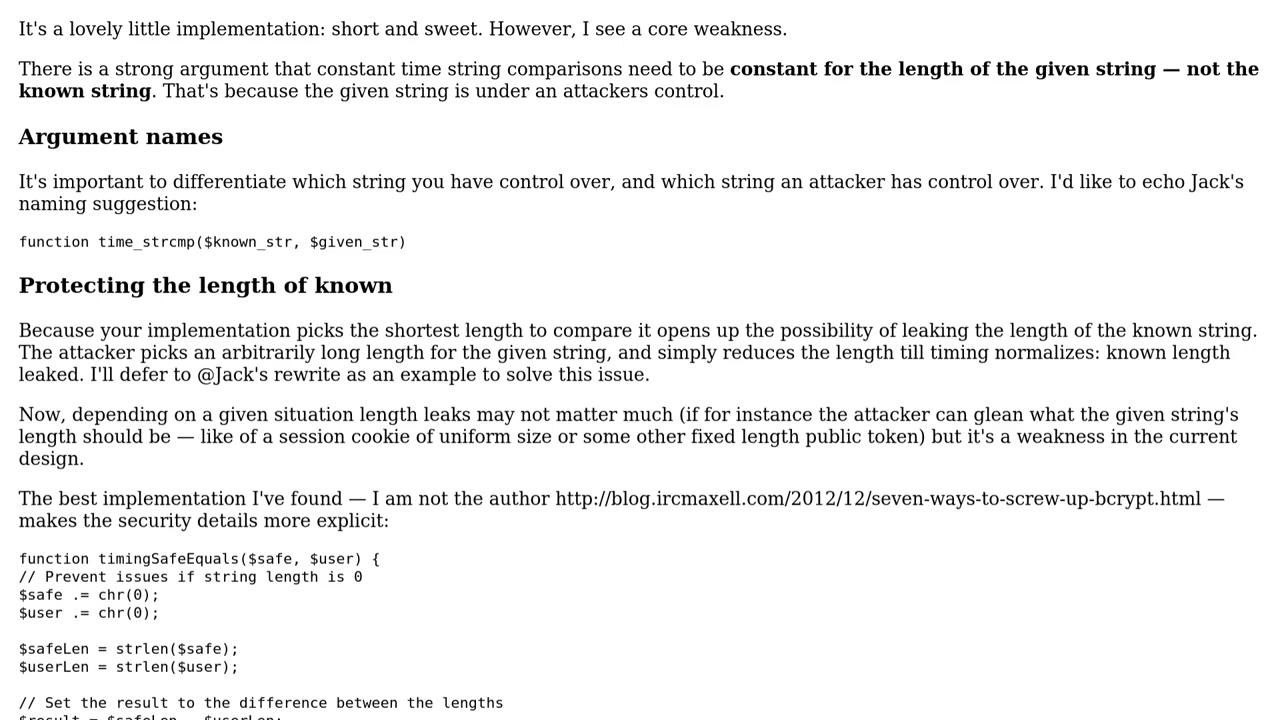 It's a lovely little implementation: short and sweet. However, I see a core weakness.
There is a strong argument that constant time string comparisons need to be constant for the length of the given string — not the
known string. That's because the given string is under an attackers control.
Argument names
It's important to differentiate which string you have control over, and which string an attacker has control over. I'd like to echo Jack's
naming suggestion:
function time_strcmp($known_str, $given_str)
Protecting the length of known
Because your implementation picks the shortest length to compare it opens up the possibility of leaking the length of the known string.
The attacker picks an arbitrarily long length for the given string, and simply reduces the length till timing normalizes: known length
leaked. I'll defer to @Jack's rewrite as an example to solve this issue.
Now, depending on a given situation length leaks may not matter much (if for instance the attacker can glean what the given string's
length should be — like of a session cookie of uniform size or some other fixed length public token) but it's a weakness in the current
design.
The best implementation I've found — I am not the author http://blog.ircmaxell.com/2012/12/seven-ways-to-screw-up-bcrypt.html —
makes the security details more explicit:
function timingSafeEquals($safe, $user) {
// Prevent issues if string length is 0
$safe .= chr(0);
$user .= chr(0);
$safeLen = strlen($safe);
$userLen = strlen($user);
// Set the result to the difference between the lengths
$result = $safeLen - $userLen;